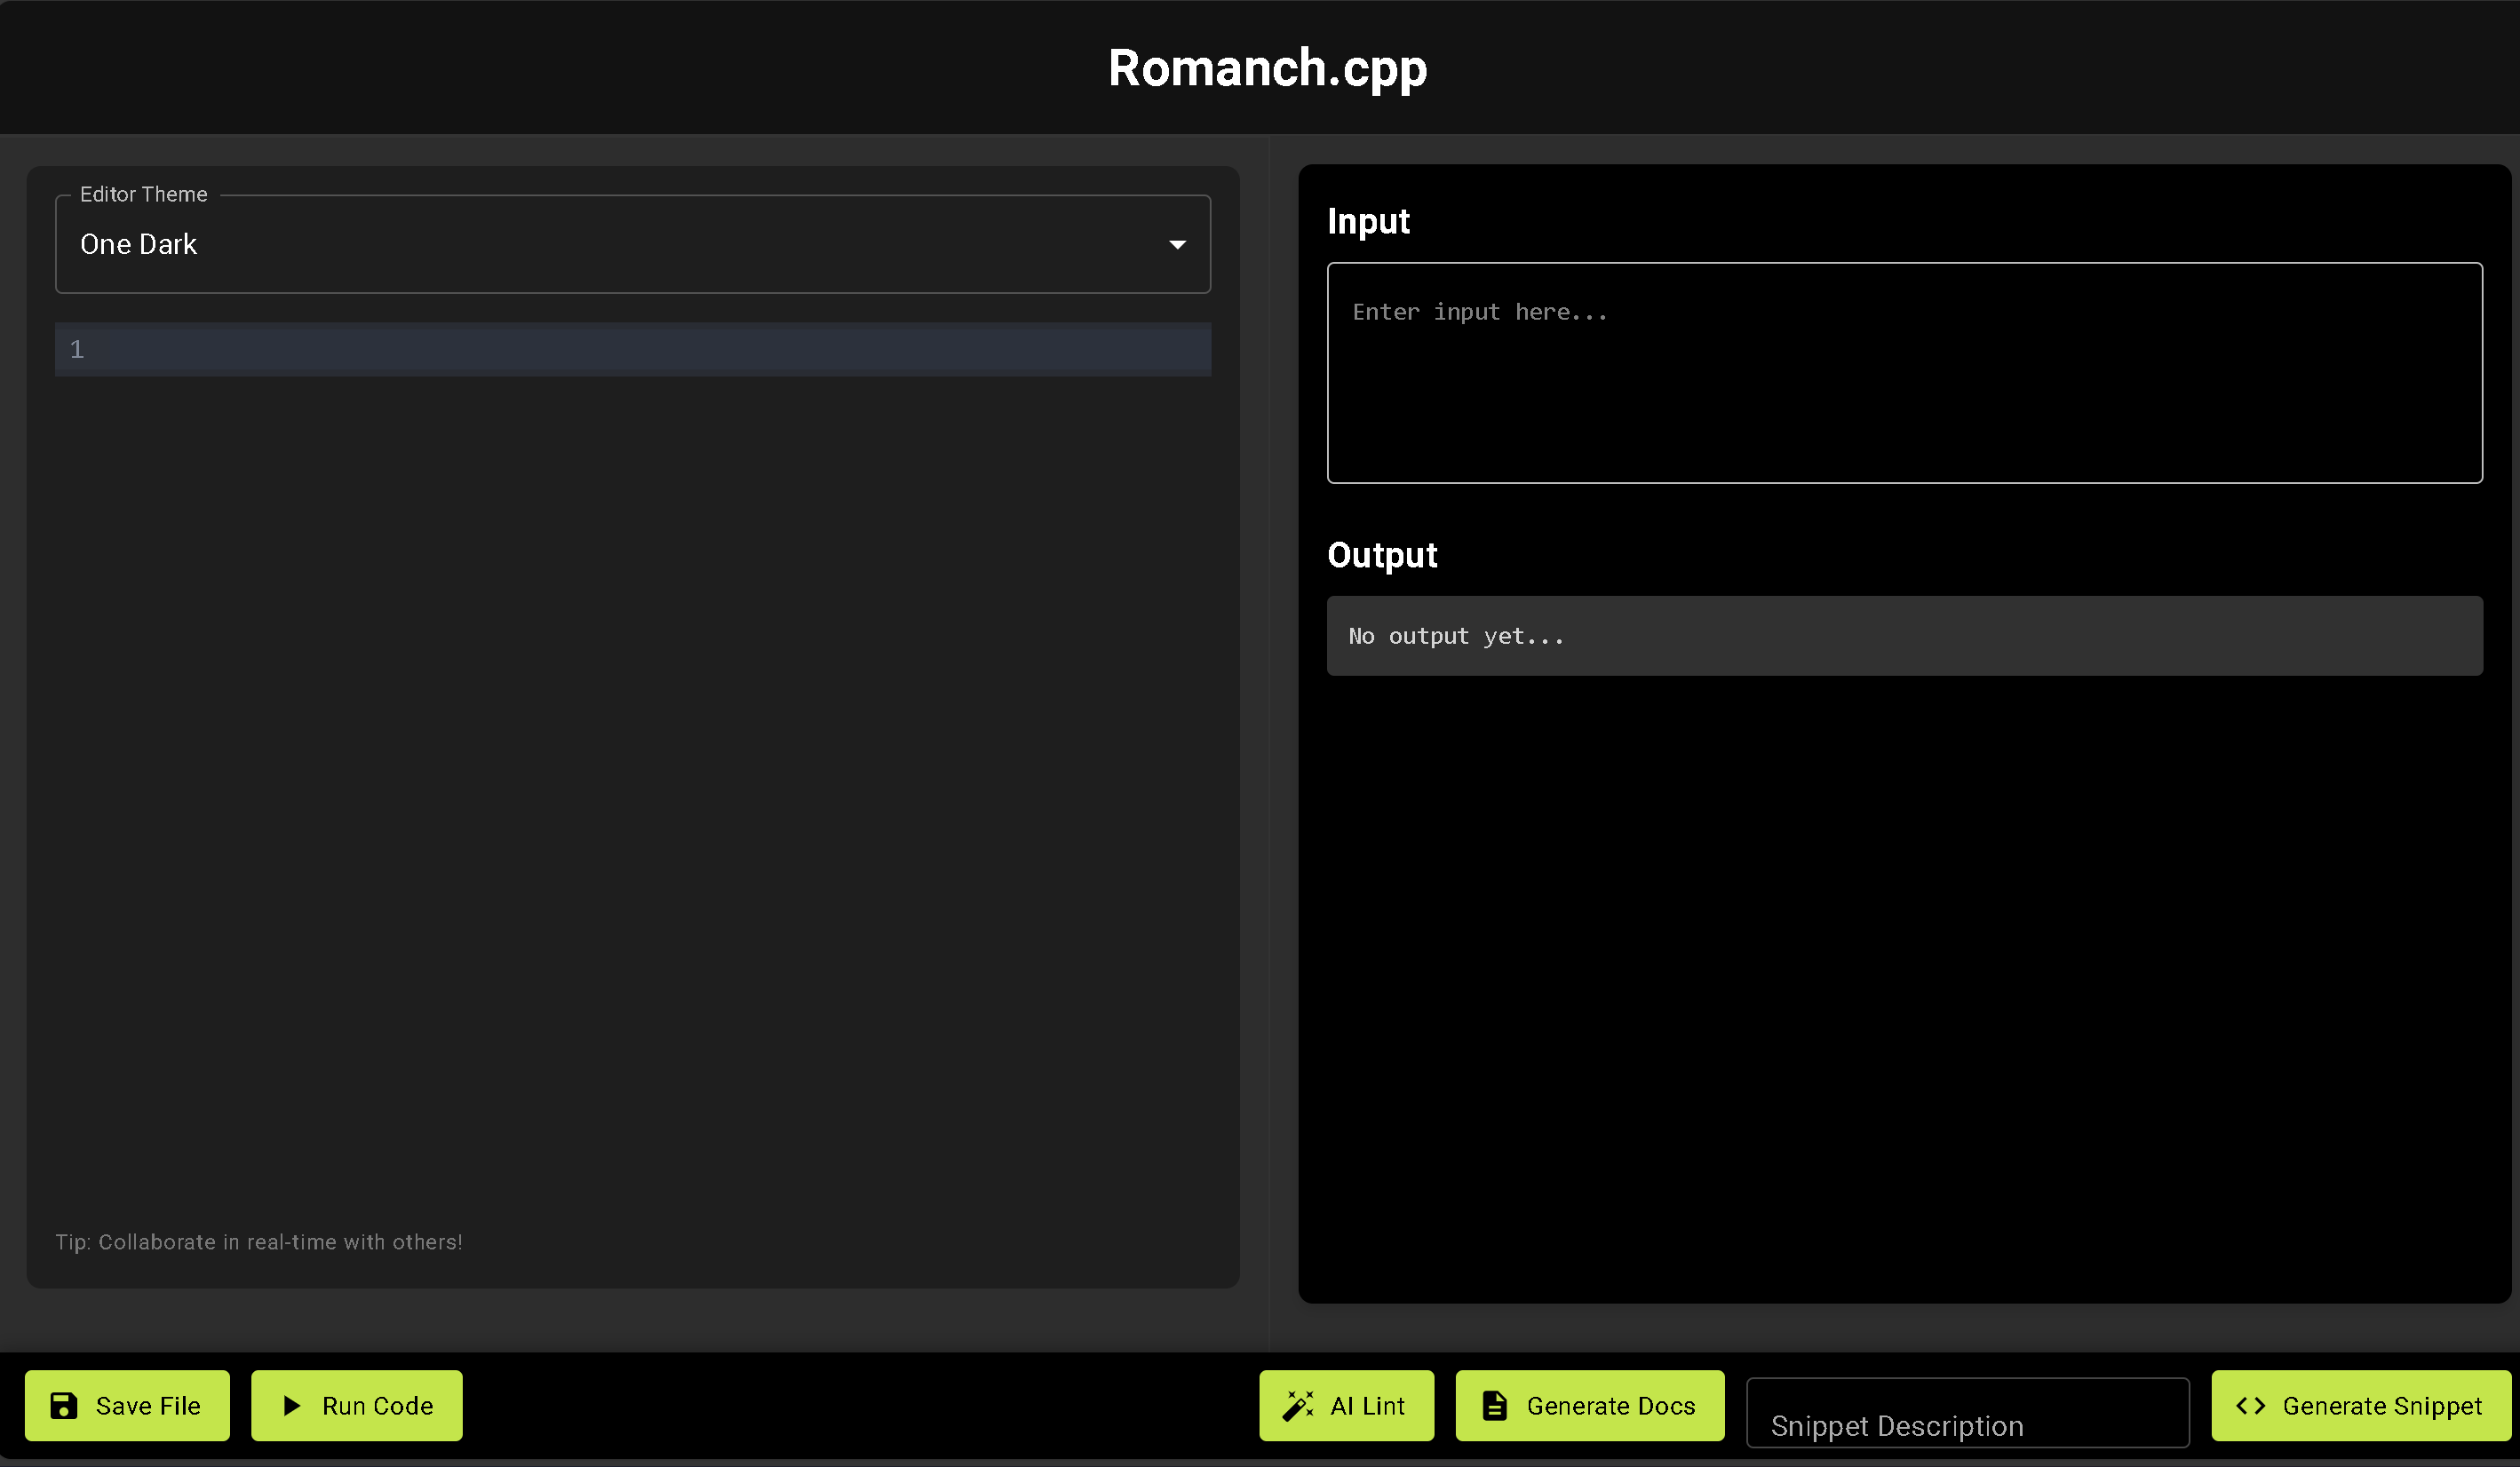 Romanch.cpp
Editor Theme
One Dark
1
Tip: Collaborate in real-time with others!
Input
Enter input here...
Output
No output yet...
Save File
Run Code
AI Lint
Generate Docs
Snippet Description
Generate Snippet